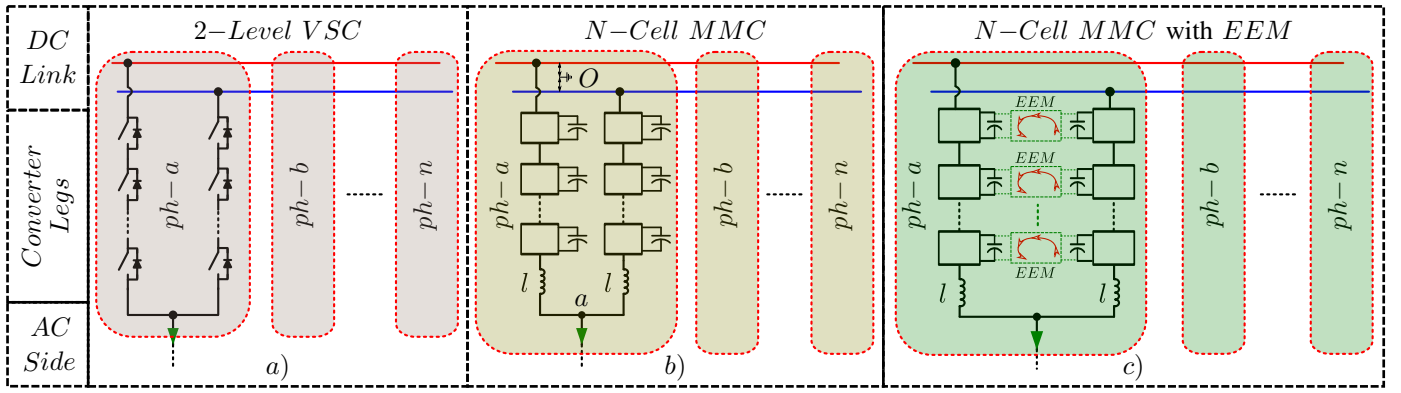 DC
Link
Converter
Legs
AC
Side
2-Level VSC
ph-a
ph-b
ph-n
a)
N-Cell MMC
O
ph-a
ph-b
ph-n
l
l
a
b)
N-Cell MMC with EEM
EEM
EEM
EEM
ph-a
ph-b
ph-n
l
l
c)